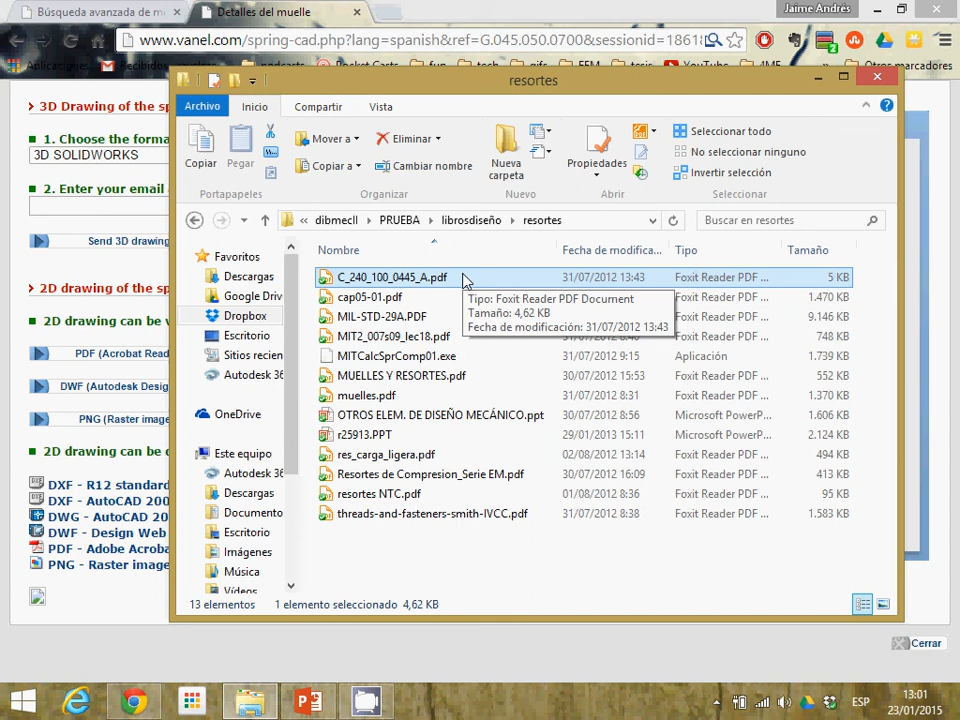 Búsqueda avanzada de m
Detalles del muelle
Jaime Andrés
www.vanel.com/spring-cad.php?lang=spanish&ref=G.045.050.0700&sessionid=1861
Aplicaciones
Recibidos
podcasts
Pocket Casts
fun
gifs
FEM
tesis
YouTube
4ME
Otros marcadores
resortes
Archivo
Inicio
Compartir
Vista
Copiar
Pegar
Mover a
Copiar a
Eliminar
Cambiar nombre
Nueva carpeta
Propiedades
Seleccionar todo
No seleccionar ninguno
Invertir selección
Portapapeles
Organizar
Nuevo
Abrir
Seleccionar
« dibmecll
PRUEBA
librosdiseño
resortes
Buscar en resortes
Nombre
Fecha de modifica...
Tipo
Tamaño
C_240_100_0445_A.pdf 31/07/2012 13:43 Foxit Reader PDF ... 5 KB
cap05-01.pdf 1.470 KB
MIL-STD-29A.PDF 9.146 KB
MIT2_007s09_lec18.pdf 31/07/2012 8:46 Foxit Reader PDF ... 748 KB
MITCalcSprComp01.exe 31/07/2012 9:15 Aplicación 1.739 KB
MUELLES Y RESORTES.pdf 30/07/2012 15:53 Foxit Reader PDF ... 552 KB
muelles.pdf 31/07/2012 8:31 Foxit Reader PDF ... 1.370 KB
OTROS ELEM. DE DISEÑO MECÁNICO.ppt 30/07/2012 8:56 Microsoft PowerP... 1.606 KB
r25913.PPT 29/01/2013 15:11 Microsoft PowerP... 2.124 KB
res_carga_ligera.pdf 02/08/2012 13:14 Foxit Reader PDF ... 494 KB
Resortes de Compresion_Serie EM.pdf 30/07/2012 16:09 Foxit Reader PDF ... 413 KB
resortes NTC.pdf 01/08/2012 8:36 Foxit Reader PDF ... 95 KB
threads-and-fasteners-smith-IVCC.pdf 31/07/2012 8:38 Foxit Reader PDF ... 1.583 KB
Tipo: Foxit Reader PDF Document
Tamaño: 4,62 KB
Fecha de modificación: 31/07/2012 13:43
Favoritos
Descargas
Google Driv
Dropbox
Escritorio
Sitios recien
Autodesk 36
OneDrive
Este equipo
Autodesk 36
Descargas
Documento
Escritorio
Imágenes
Música
Vídeos
13 elementos
1 elemento seleccionado 4,62 KB
3D Drawing of the sp
1. Choose the forma
3D SOLIDWORKS
2. Enter your email
Send 3D drawing
2D drawing of the sp
2D drawing can be v
PDF (Acrobat Read
DWF (Autodesk Desig
PNG (Raster image
2D drawing can be d
DXF - R12 standard
DXF - AutoCAD 200
DWG - AutoCAD 20
DWF - Design Web
PDF - Adobe Acroba
PNG - Raster image
Cerrar
ESP
13:01
23/01/2015